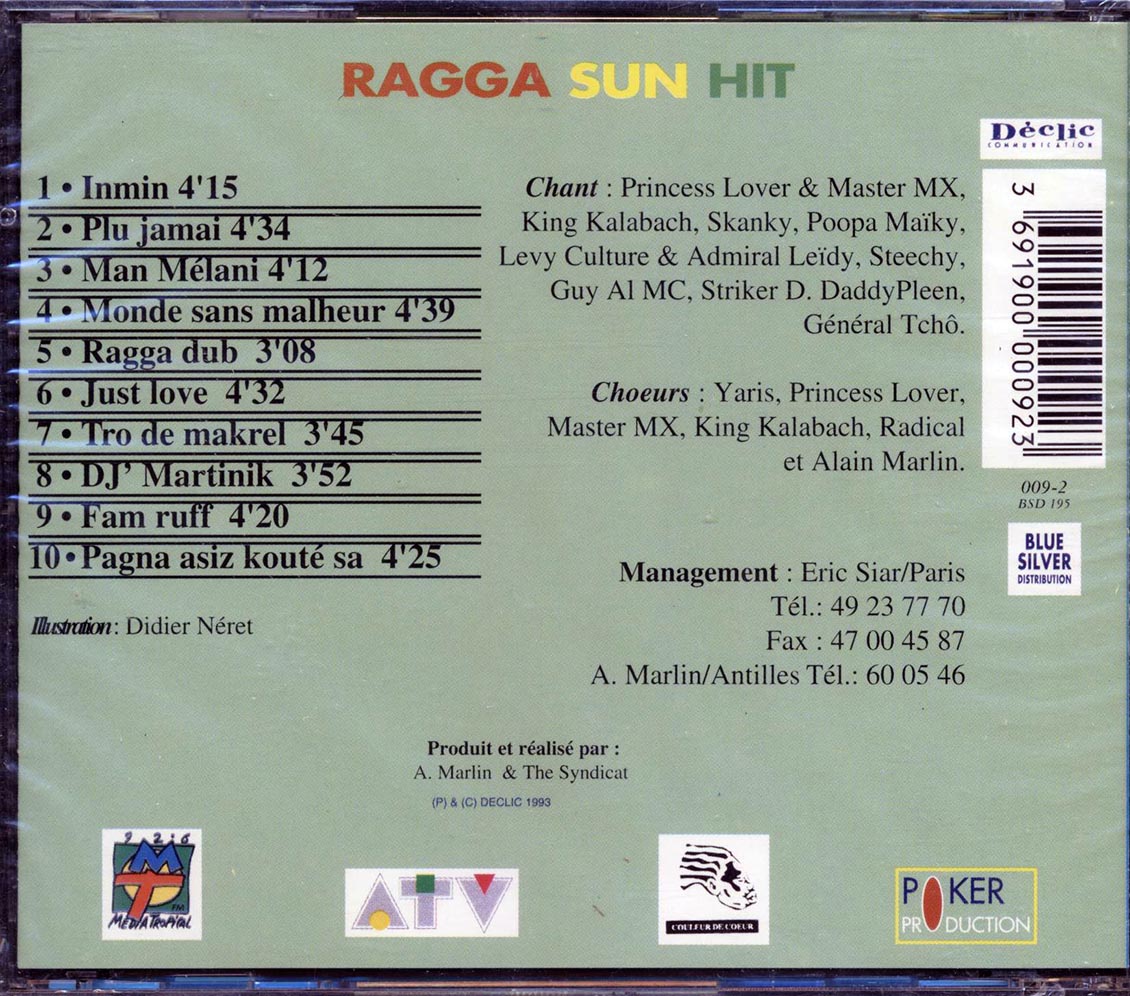 RAGGA SUN HIT
1 • Inmin 4'15
2 • Plu jamai 4'34
3 • Man Mélani 4'12
4 • Monde sans malheur 4'39
5 • Ragga dub 3'08
6 • Just love 4'32
7 • Tro de makrel 3'45
8 • DJ’ Martinik 3'52
9 • Fam ruff 4'20
10 • Pagna asiz kouté sa 4'25
Illustration : Didier Néret
Chant : Princess Lover & Master MX,
King Kalabach, Skanky, Poopa Maïky,
Levy Culture & Admiral Leïdy, Steechy,
Guy Al MC, Striker D. DaddyPleen,
Général Tchô.
Choeurs : Yaris, Princess Lover,
Master MX, King Kalabach, Radical
et Alain Marlin.
Management : Eric Siar/Paris
Tél.: 49 23 77 70
Fax : 47 00 45 87
A. Marlin/Antilles Tél.: 60 05 46
Déclic
COMMUNICATION
3 691900 000923
009-2
BSD 195
BLUE
SILVER
DISTRIBUTION
Produit et réalisé par :
A. Marlin & The Syndicat
(P) & (C) DECLIC 1993
92.6
MT
FM
MEDIA TROPICAL
ATV
COULEUR DE COEUR
POKER
PRODUCTION